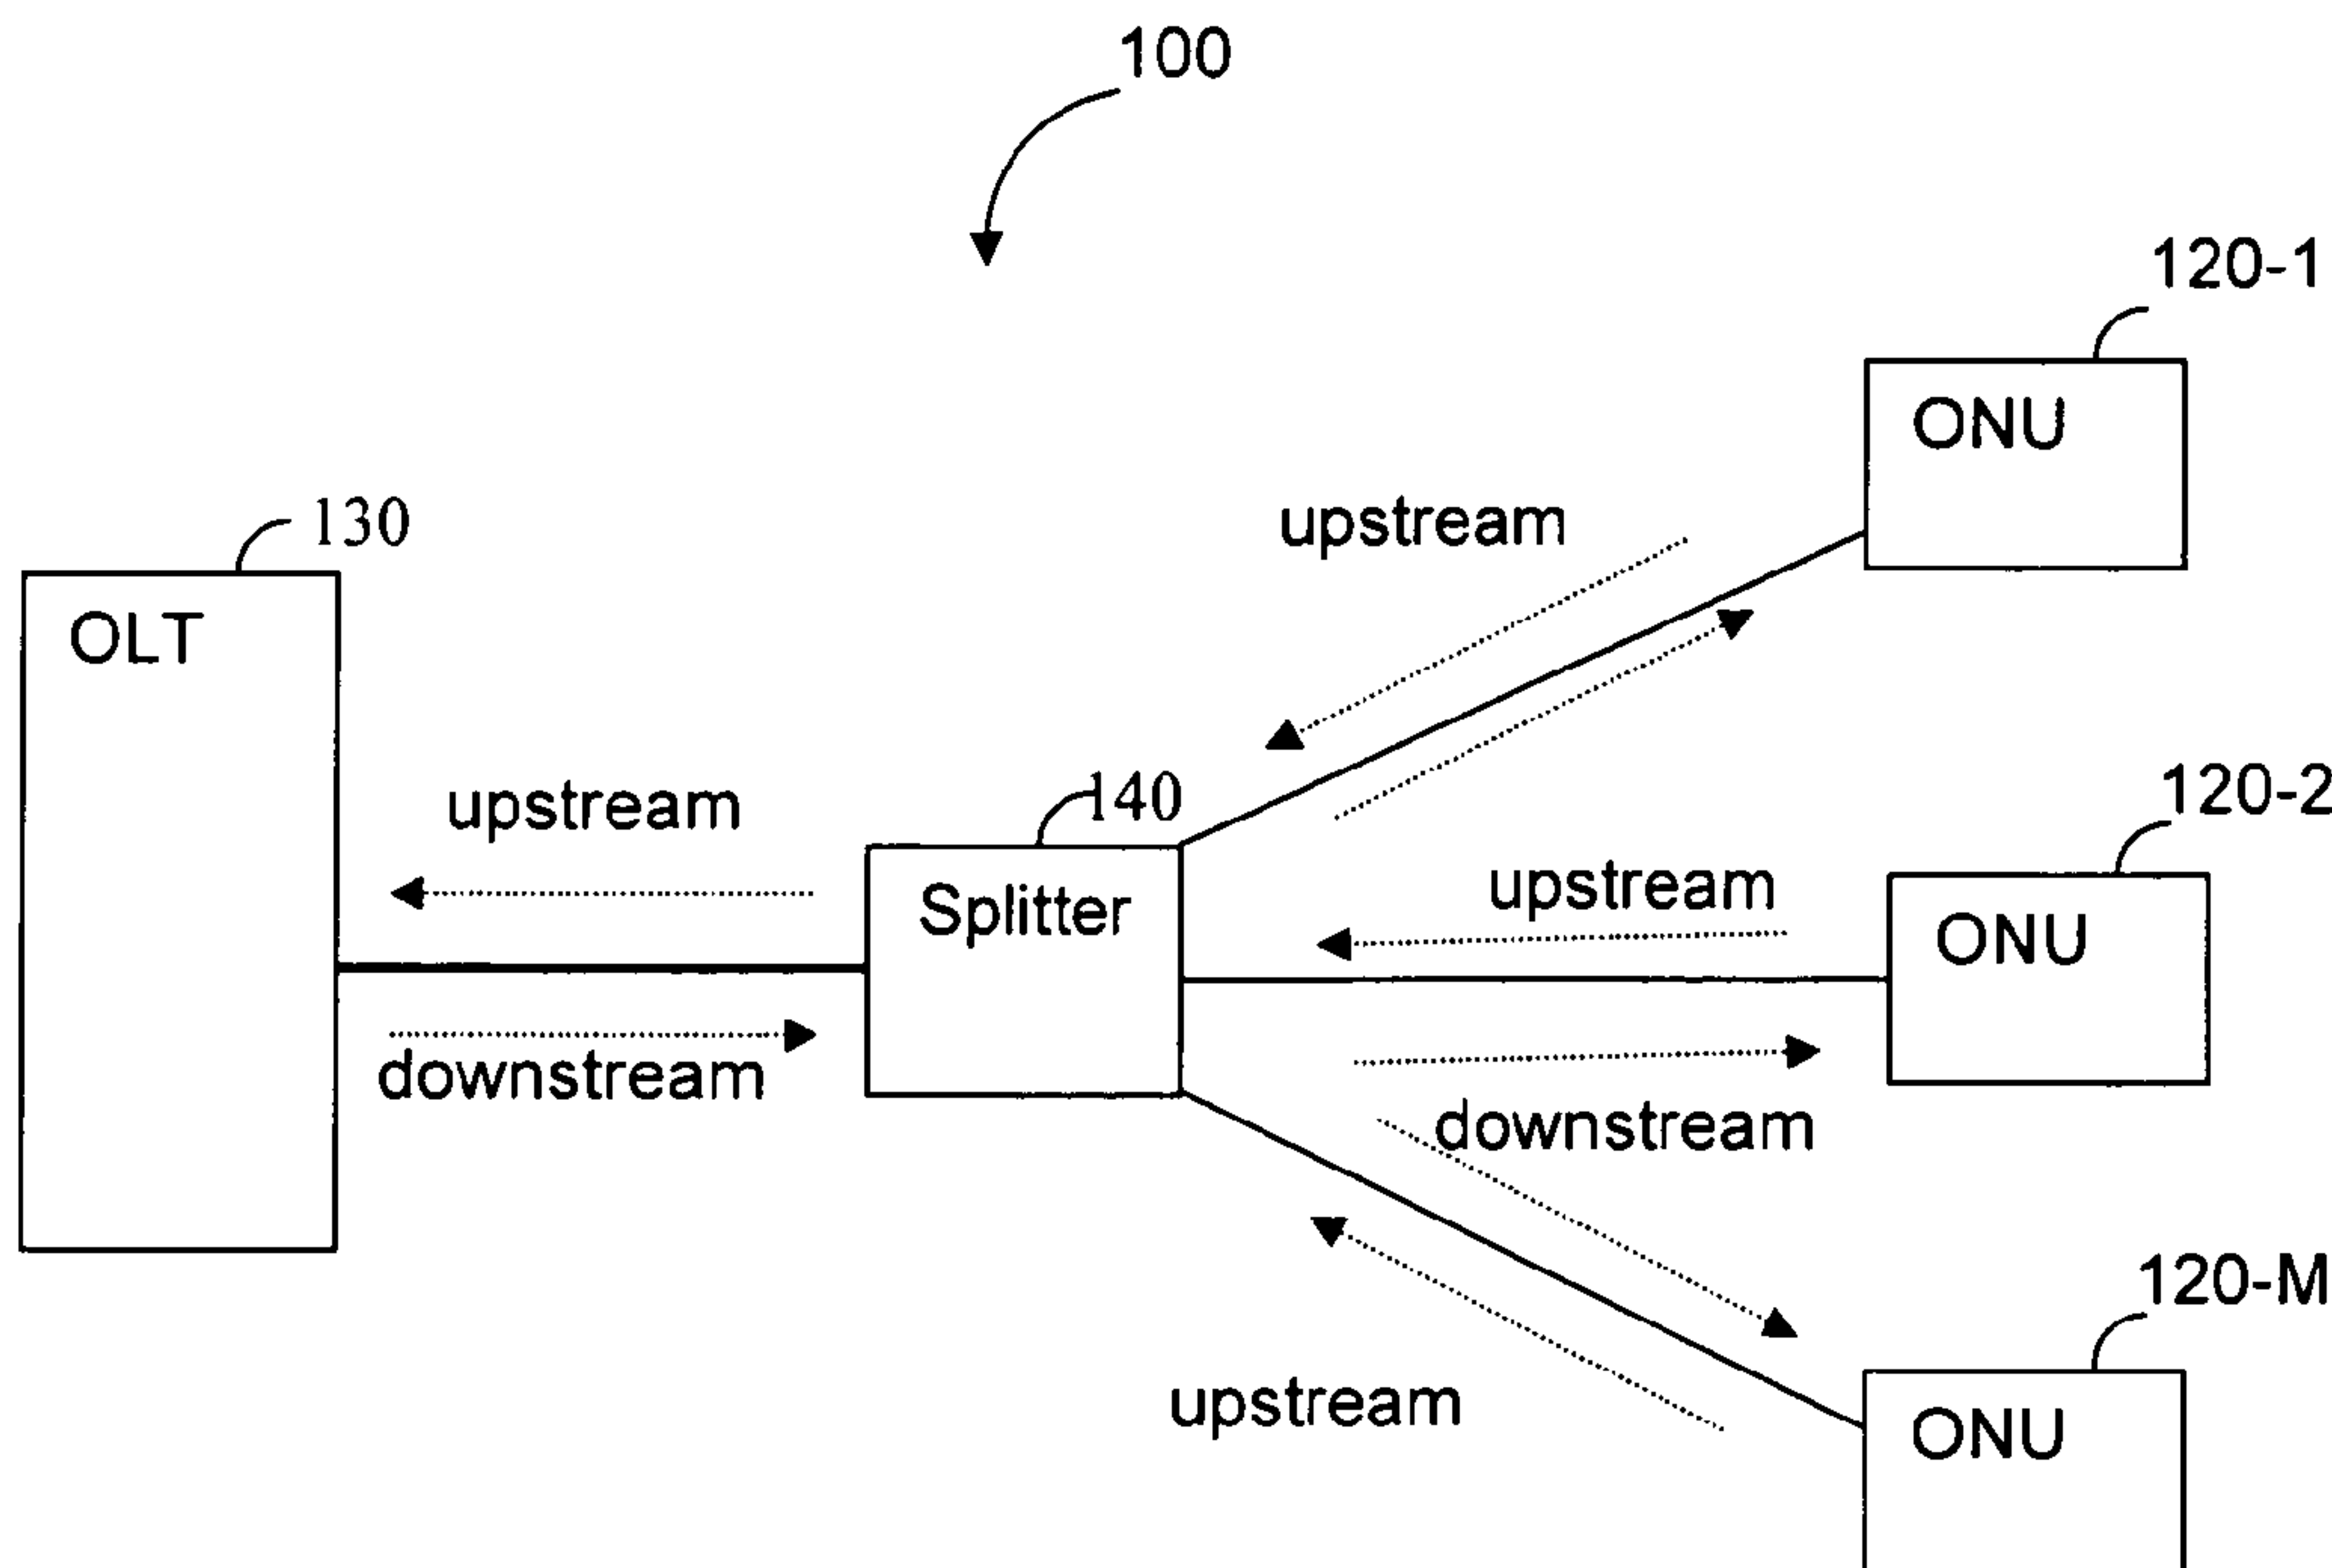 100
120-1
ONU
130
upstream
OLT
120-2
140
upstream
upstream
Splitter
ONU
downstream
downstream
120-M
upstream
ONU